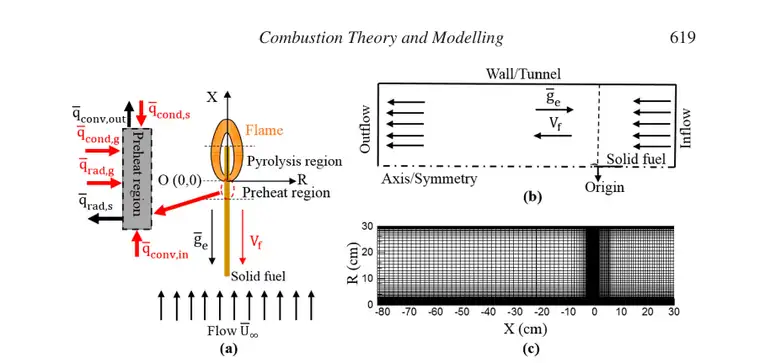 Combustion Theory and Modelling 619
X
q̅conv,out
q̅cond,s
q̅cond,g
q̅rad,g
q̅rad,s
q̅conv,in
Preheat region
Flame
Pyrolysis region
O (0,0)
R
Preheat region
g̅e
Vf
Solid fuel
Flow U̅∞
(a)
Wall/Tunnel
Outflow
g̅e
Vf
Inflow
Solid fuel
Axis/Symmetry
Origin
(b)
R (cm)
30
20
10
0
-80 -70 -60 -50 -40 -30 -20 -10 0 10 20 30
X (cm)
(c)